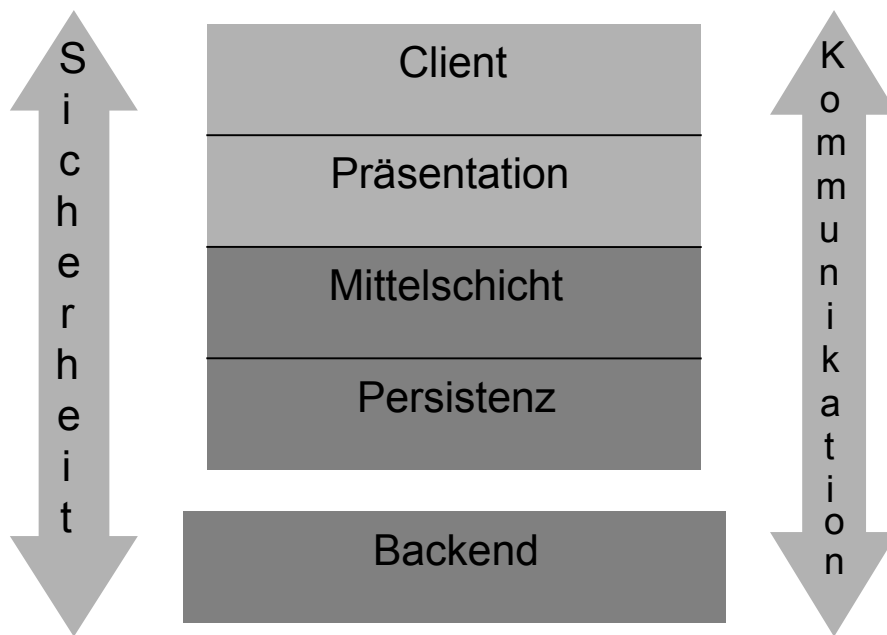 Sicherheit
Client
Präsentation
Mittelschicht
Persistenz
Backend
Kommunikation